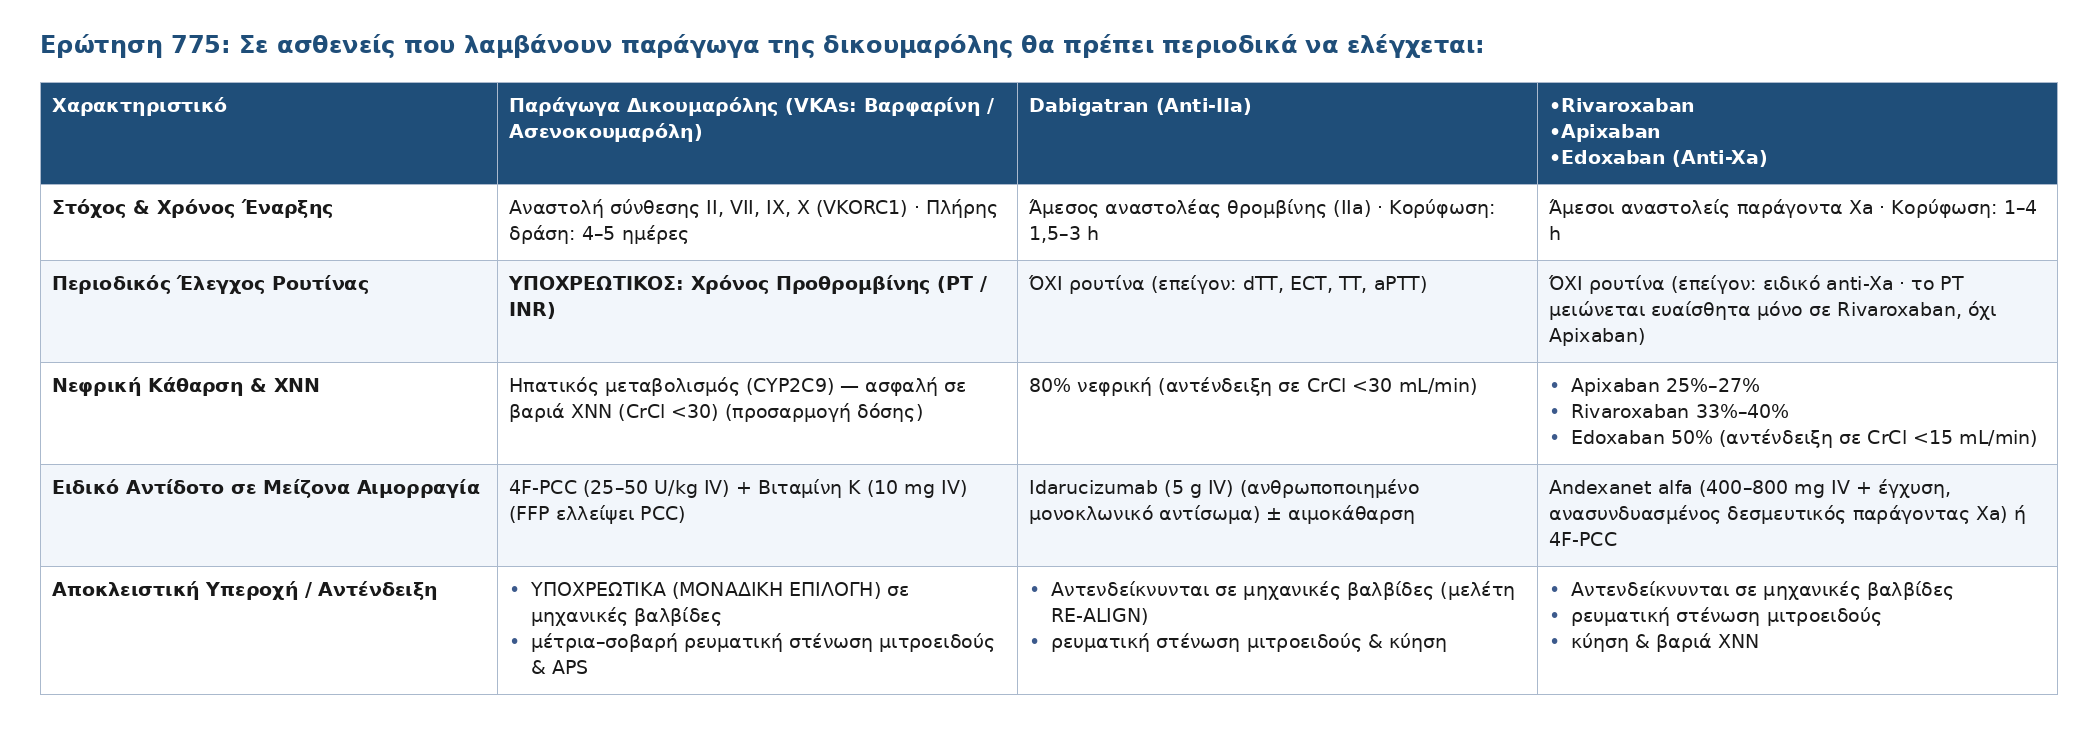 Ερώτηση 775: Σε ασθενείς που λαμβάνουν παράγωγα της δικουμαρόλης θα πρέπει περιοδικά να ελέγχεται:
Χαρακτηριστικό
Παράγωγα Δικουμαρόλης (VKAs: Βαρφαρίνη /
Ασενοκουμαρόλη)
Dabigatran (Anti-IIa)
•Rivaroxaban
•Apixaban
•Edoxaban (Anti-Xa)
Στόχος & Χρόνος Έναρξης
Αναστολή σύνθεσης II, VII, IX, X (VKORC1) · Πλήρης
δράση: 4–5 ημέρες
Άμεσος αναστολέας θρομβίνης (IIa) · Κορύφωση:
1,5–3 h
Άμεσοι αναστολείς παράγοντα Xa · Κορύφωση: 1–4
h
Περιοδικός Έλεγχος Ρουτίνας
ΥΠΟΧΡΕΩΤΙΚΟΣ: Χρόνος Προθρομβίνης (PT /
INR)
ΌΧΙ ρουτίνα (επείγον: dTT, ECT, TT, aPTT)
ΌΧΙ ρουτίνα (επείγον: ειδικό anti-Xa · το PT
μειώνεται ευαίσθητα μόνο σε Rivaroxaban, όχι
Apixaban)
Νεφρική Κάθαρση & ΧΝΝ
Ηπατικός μεταβολισμός (CYP2C9) — ασφαλή σε
βαριά ΧΝΝ (CrCl <30) (προσαρμογή δόσης)
80% νεφρική (αντένδειξη σε CrCl <30 mL/min)
• Apixaban 25%–27%
• Rivaroxaban 33%–40%
• Edoxaban 50% (αντένδειξη σε CrCl <15 mL/min)
Ειδικό Αντίδοτο σε Μείζονα Αιμορραγία
4F-PCC (25–50 U/kg IV) + Βιταμίνη K (10 mg IV)
(FFP ελλείψει PCC)
Idarucizumab (5 g IV) (ανθρωποποιημένο
μονοκλωνικό αντίσωμα) ± αιμοκάθαρση
Andexanet alfa (400–800 mg IV + έγχυση,
ανασυνδυασμένος δεσμευτικός παράγοντας Xa) ή
4F-PCC
Αποκλειστική Υπεροχή / Αντένδειξη
• ΥΠΟΧΡΕΩΤΙΚΑ (ΜΟΝΑΔΙΚΗ ΕΠΙΛΟΓΗ) σε
μηχανικές βαλβίδες
• μέτρια–σοβαρή ρευματική στένωση μιτροειδούς
& APS
• Αντενδείκνυνται σε μηχανικές βαλβίδες (μελέτη
RE-ALIGN)
• ρευματική στένωση μιτροειδούς & κύηση
• Αντενδείκνυνται σε μηχανικές βαλβίδες
• ρευματική στένωση μιτροειδούς
• κύηση & βαριά ΧΝΝ